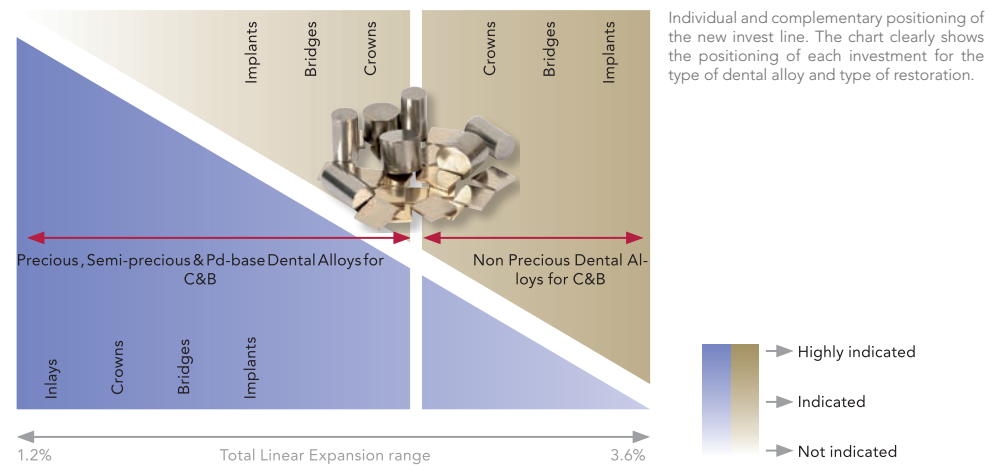 Implants
Bridges
Crowns
Crowns
Bridges
Implants
Individual and complementary positioning of
the new invest line. The chart clearly shows
the positioning of each investment for the
type of dental alloy and type of restoration.
Precious , Semi-precious & Pd-base Dental Alloys for
C&B
Non Precious Dental Al-
loys for C&B
Inlays
Crowns
Bridges
Implants
Highly indicated
Indicated
Not indicated
1.2%
Total Linear Expansion range
3.6%